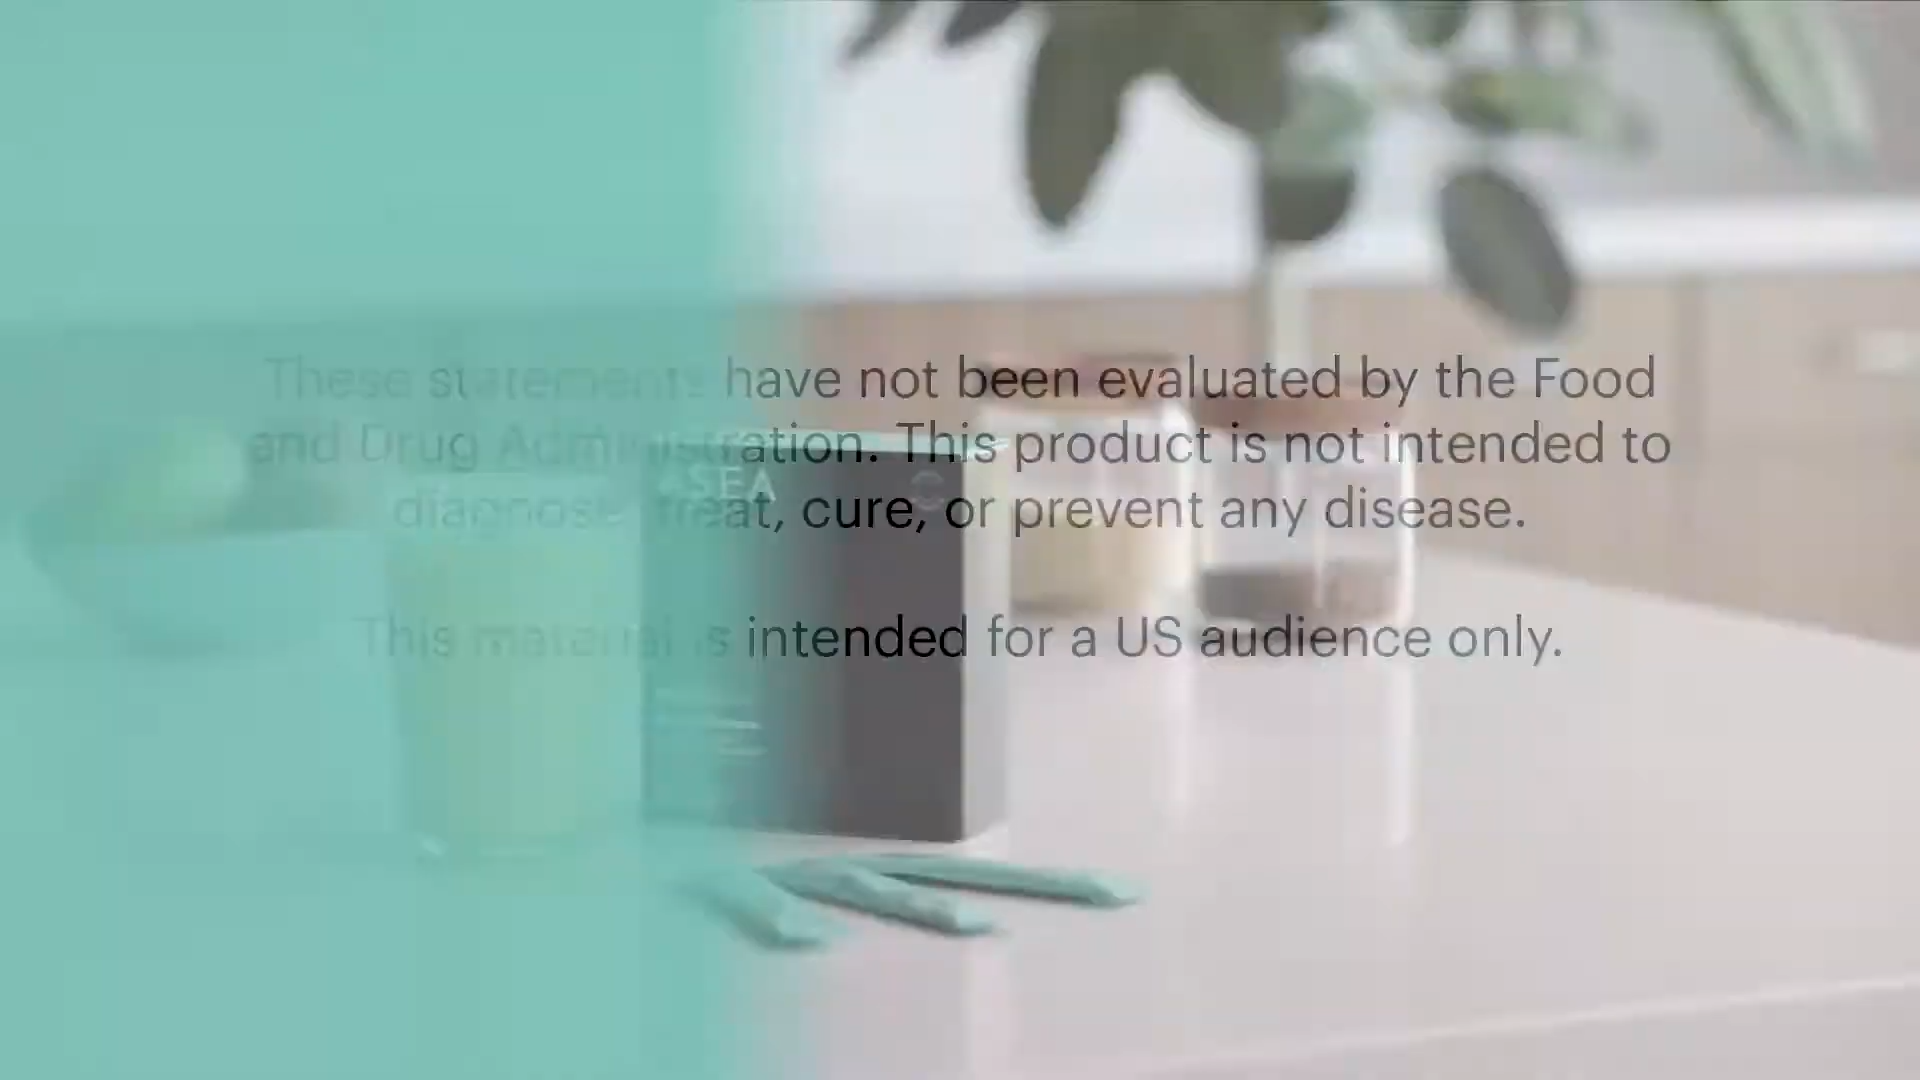 These statements have not been evaluated by the Food
and Drug Administration. This product is not intended to
diagnose, treat, cure, or prevent any disease.
This material is intended for a US audience only.
ASEA